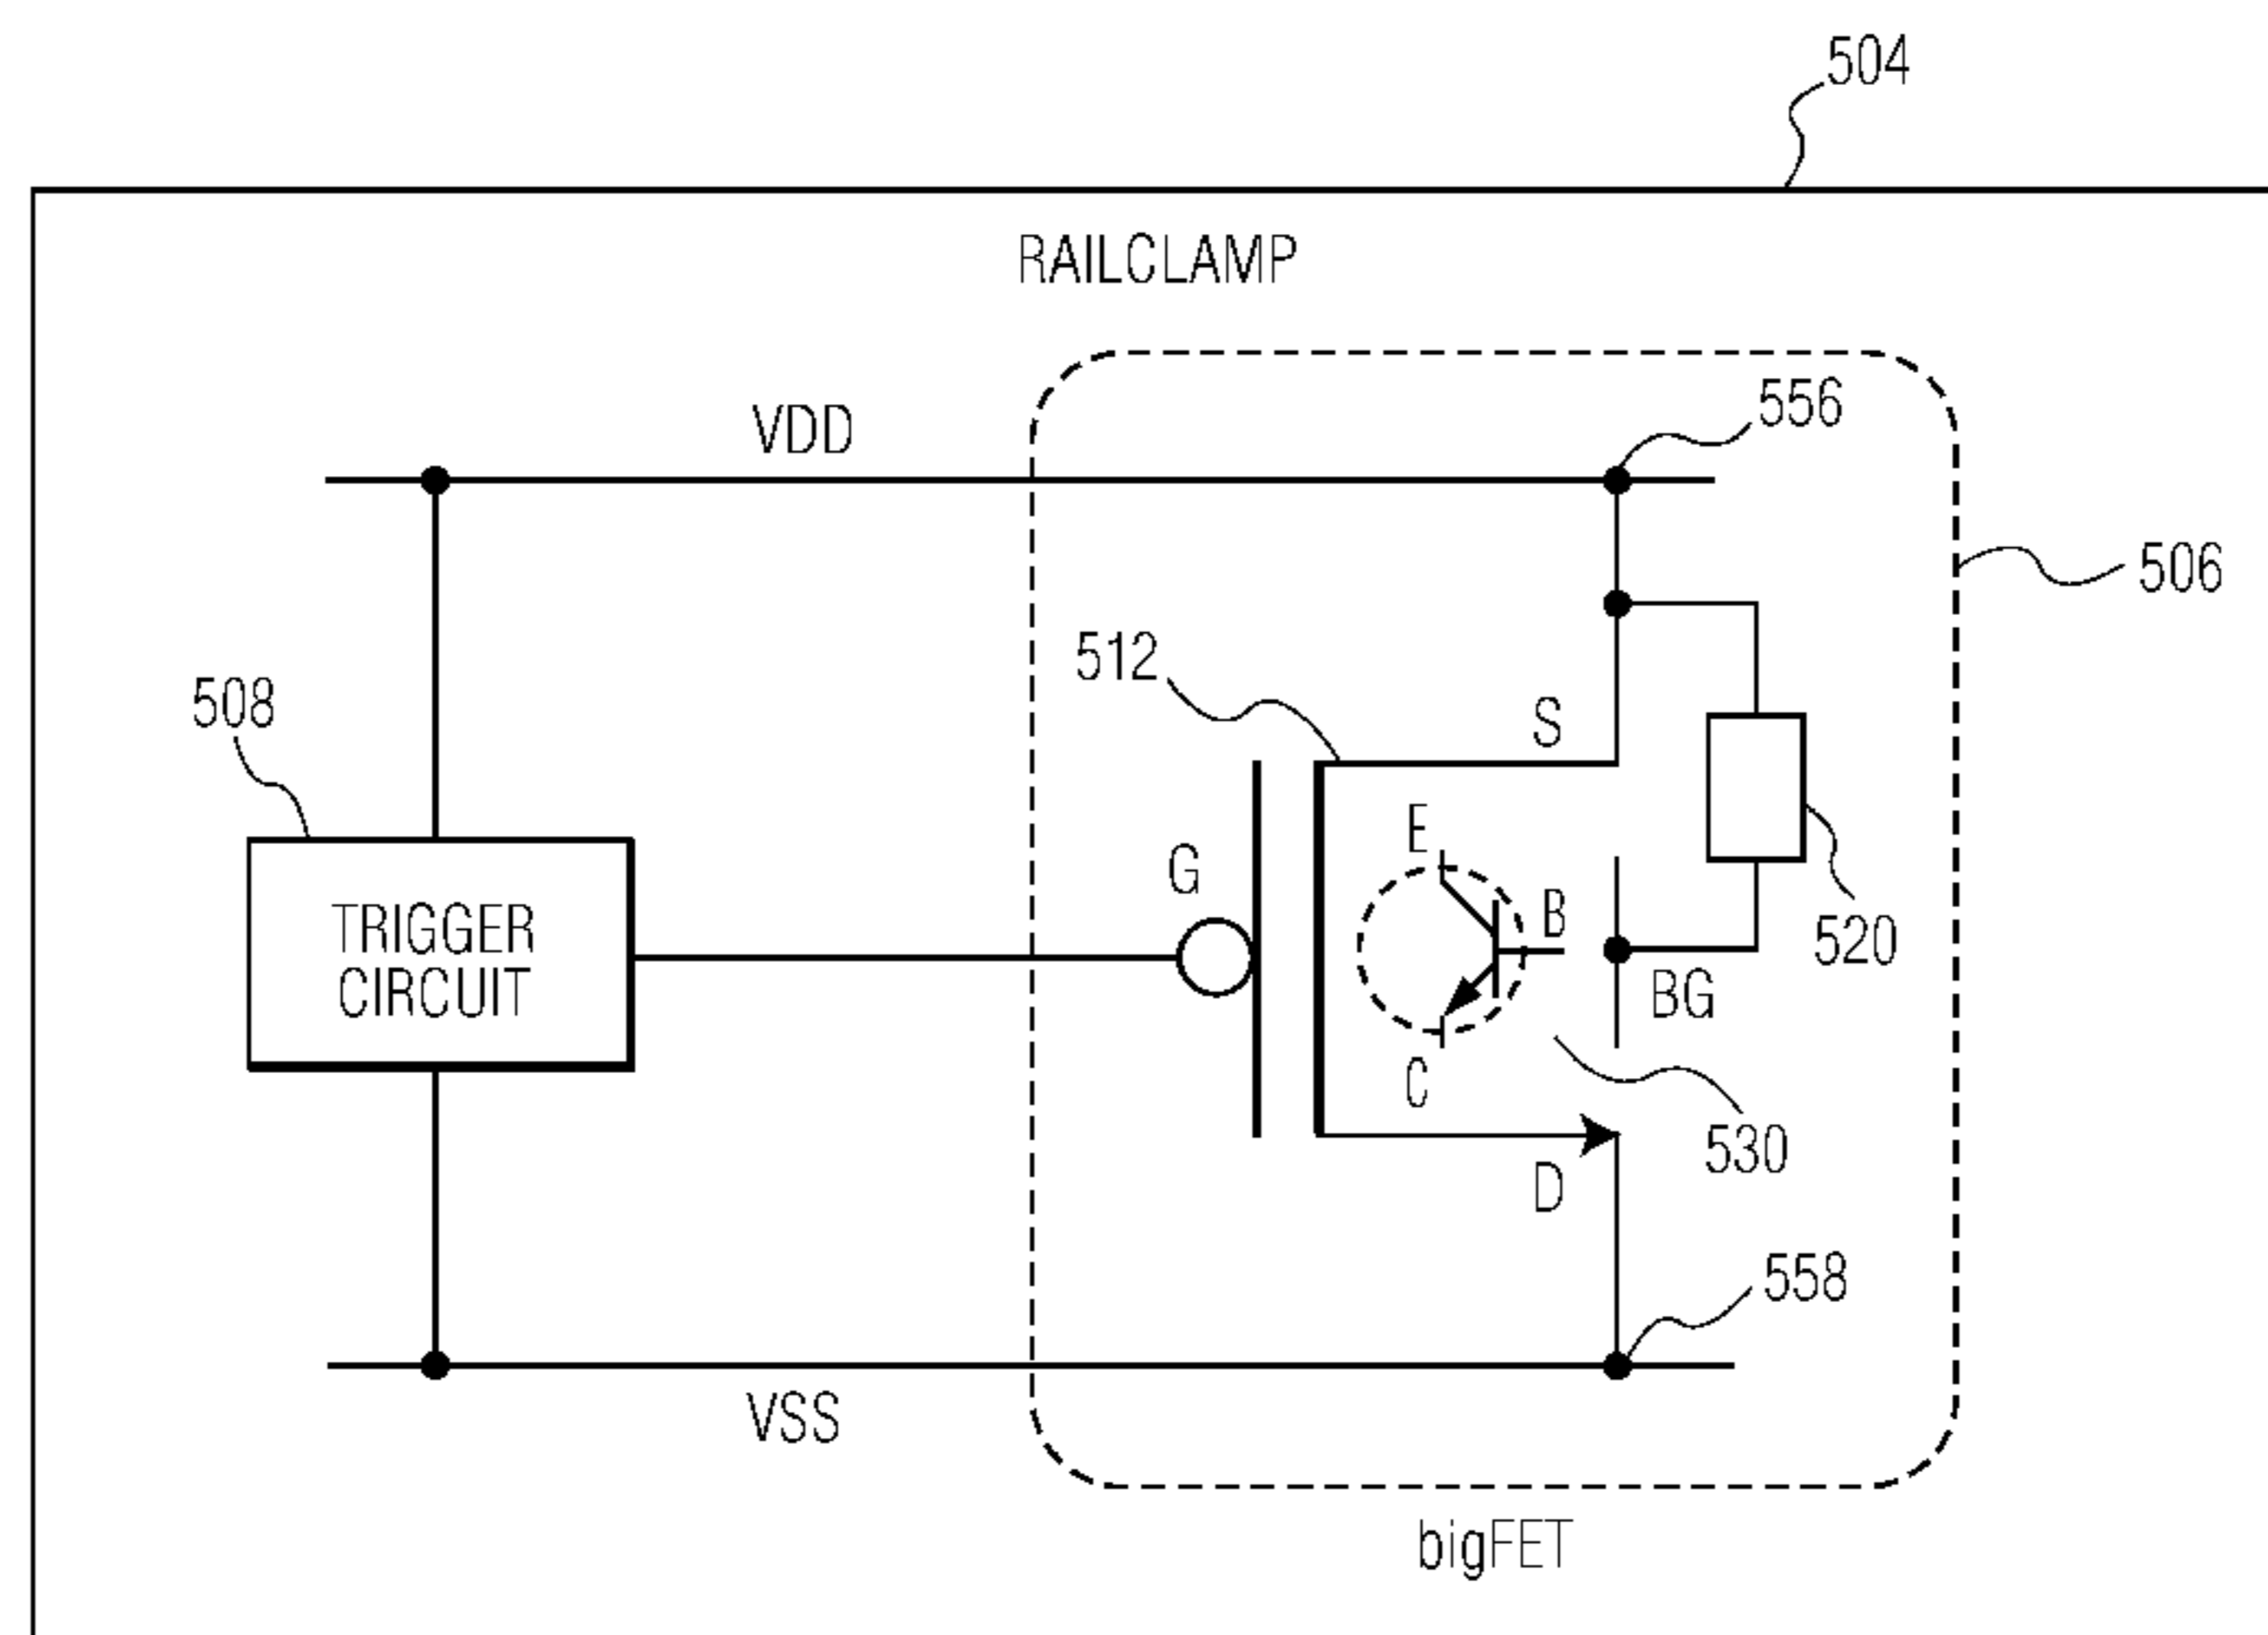 504
RAILCLAMP
VDD
556
506
512
508
S
E
G
B
TRIGGER
CIRCUIT
520
BG
C
530
D
558
VSS
bigFET